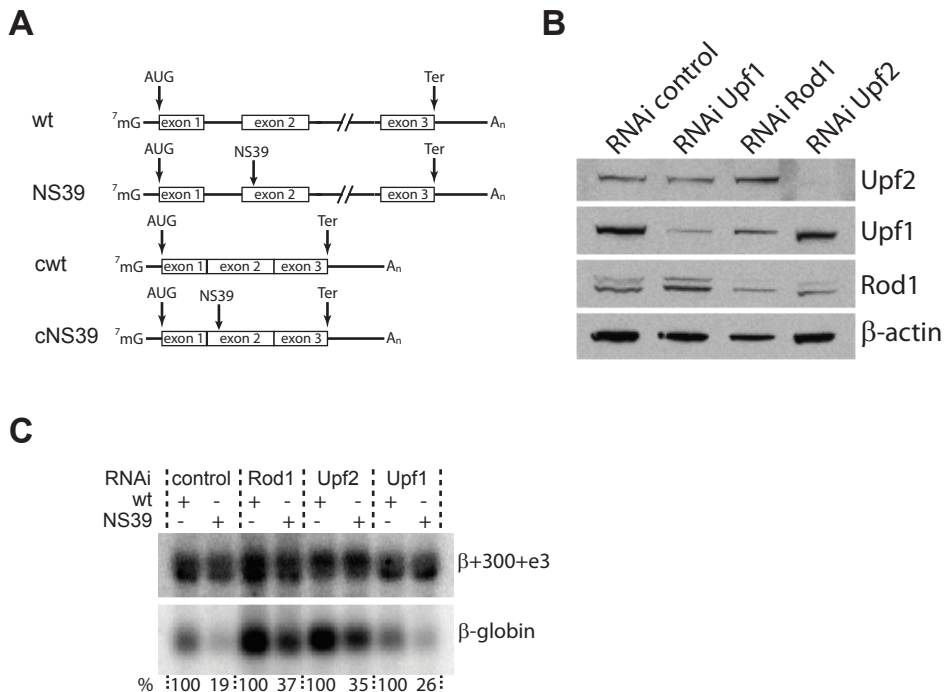 A
AUG Ter
wt ⁷mG exon 1 exon 2 exon 3 Aₙ
AUG NS39 Ter
NS39 ⁷mG exon 1 exon 2 exon 3 Aₙ
AUG Ter
cwt ⁷mG exon 1 exon 2 exon 3 Aₙ
AUG NS39 Ter
cNS39 ⁷mG exon 1 exon 2 exon 3 Aₙ
B
RNAi control
RNAi Upf1
RNAi Rod1
RNAi Upf2
Upf2
Upf1
Rod1
β-actin
C
RNAi control Rod1 Upf2 Upf1
wt + - + - + - + -
NS39 - + - + - + - +
β+300+e3
β-globin
% 100 19 100 37 100 35 100 26